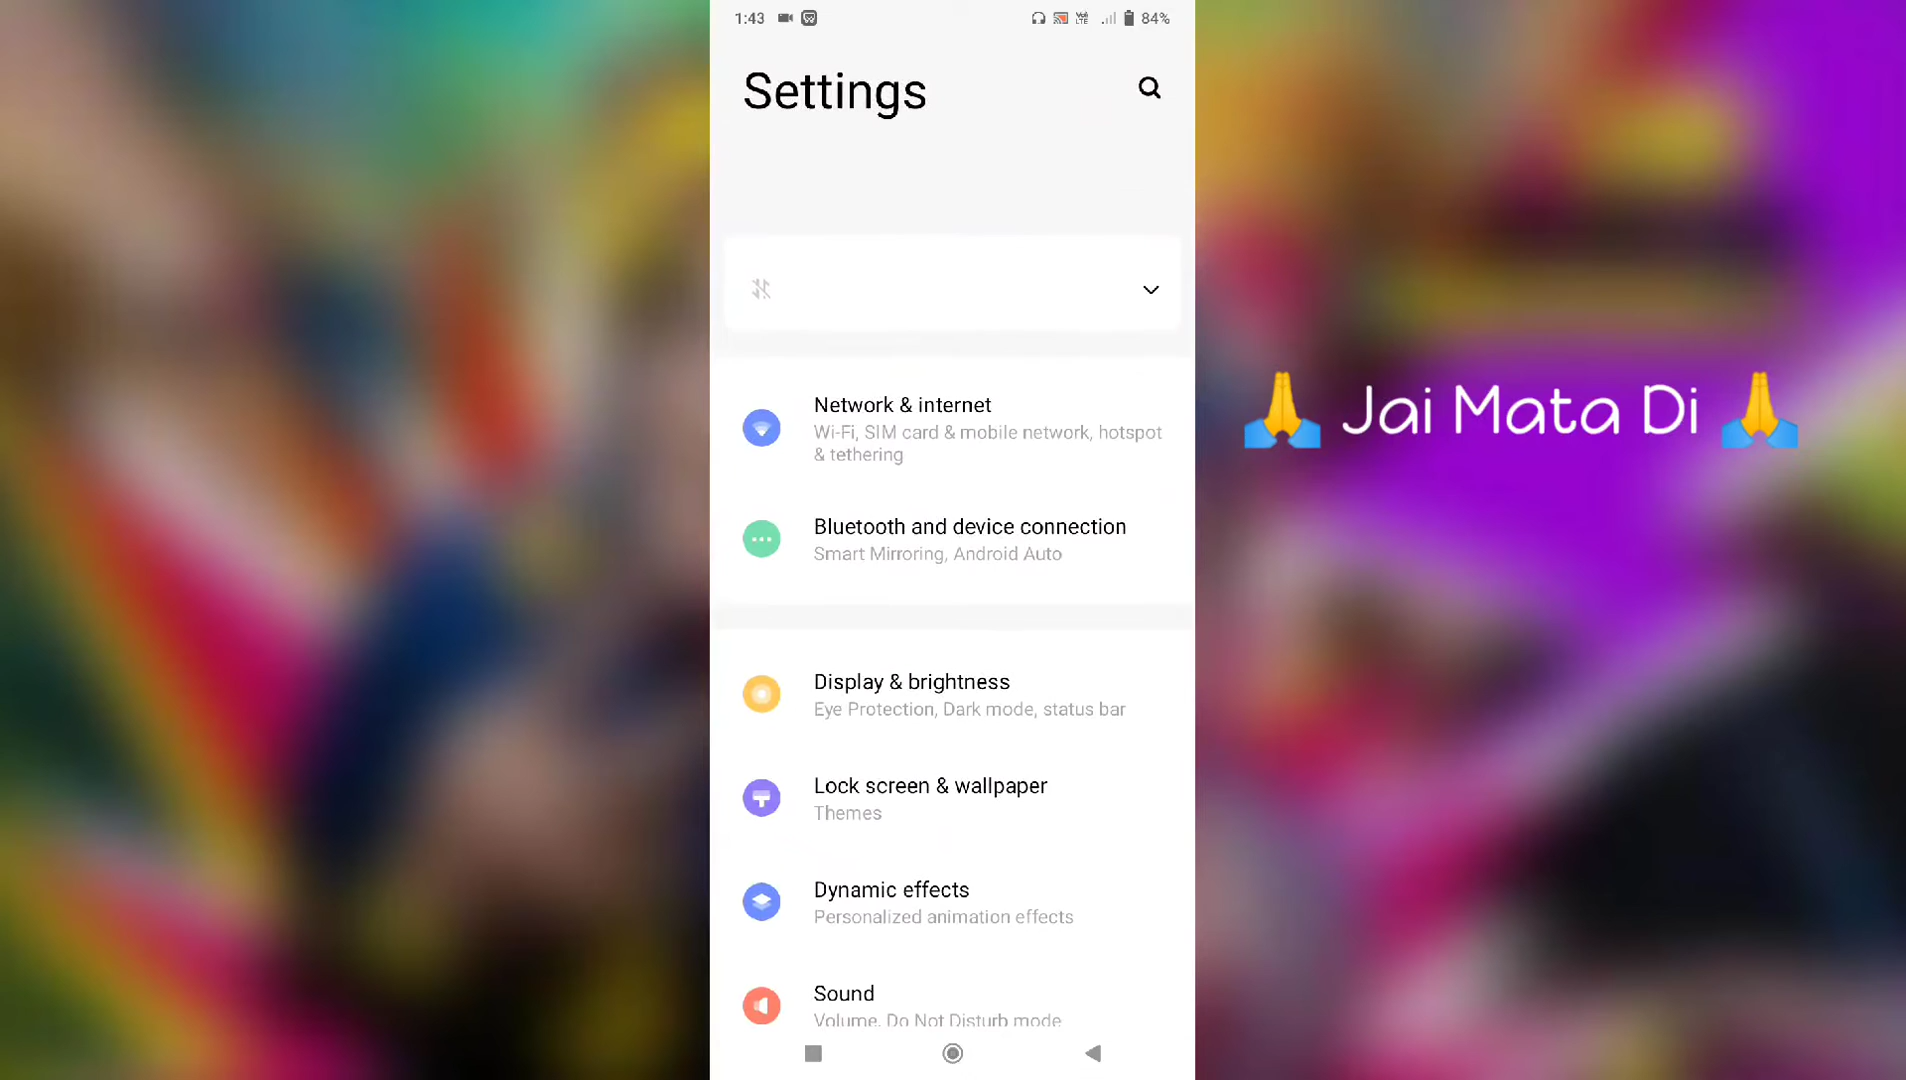 1:43
84%
Settings
Network & internet
Wi-Fi, SIM card & mobile network, hotspot
& tethering
Bluetooth and device connection
Smart Mirroring, Android Auto
🙏 Jai Mata Di 🙏
Display & brightness
Eye Protection, Dark mode, status bar
Lock screen & wallpaper
Themes
Dynamic effects
Personalized animation effects
Sound
Volume, Do Not Disturb mode